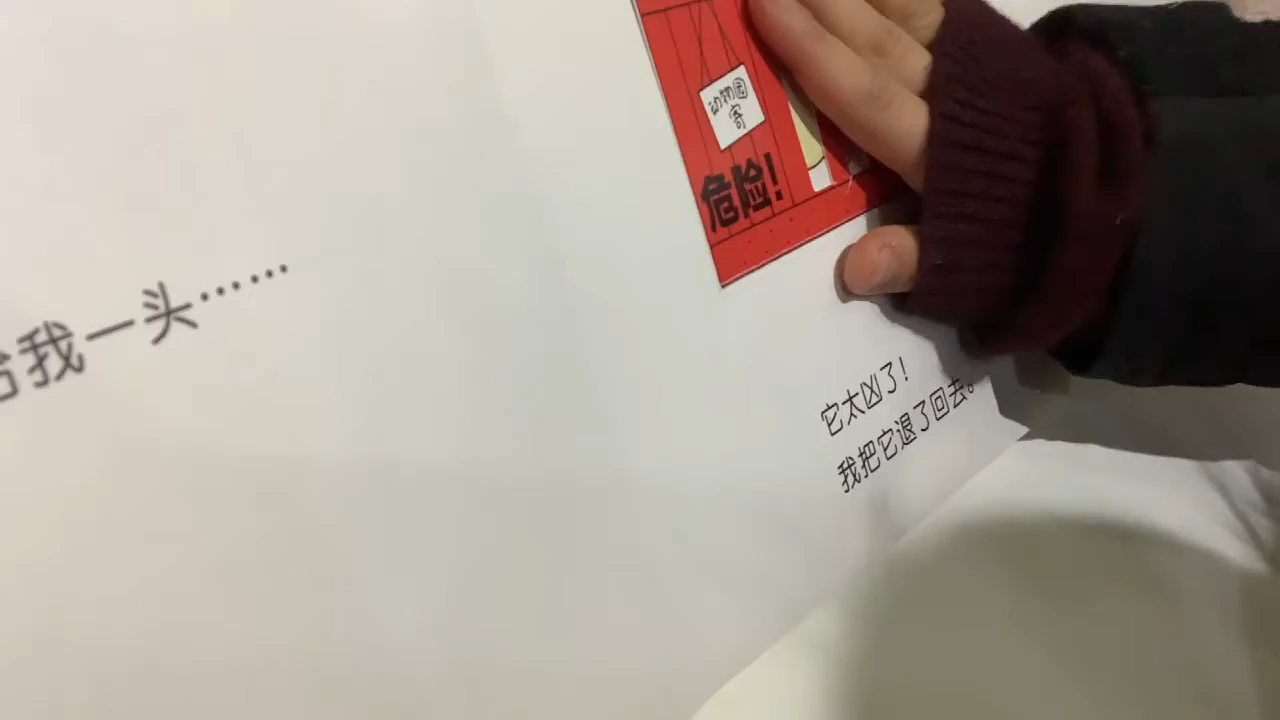 给我一头……
动物园
寄
危险！
它太凶了！
我把它退了回去。